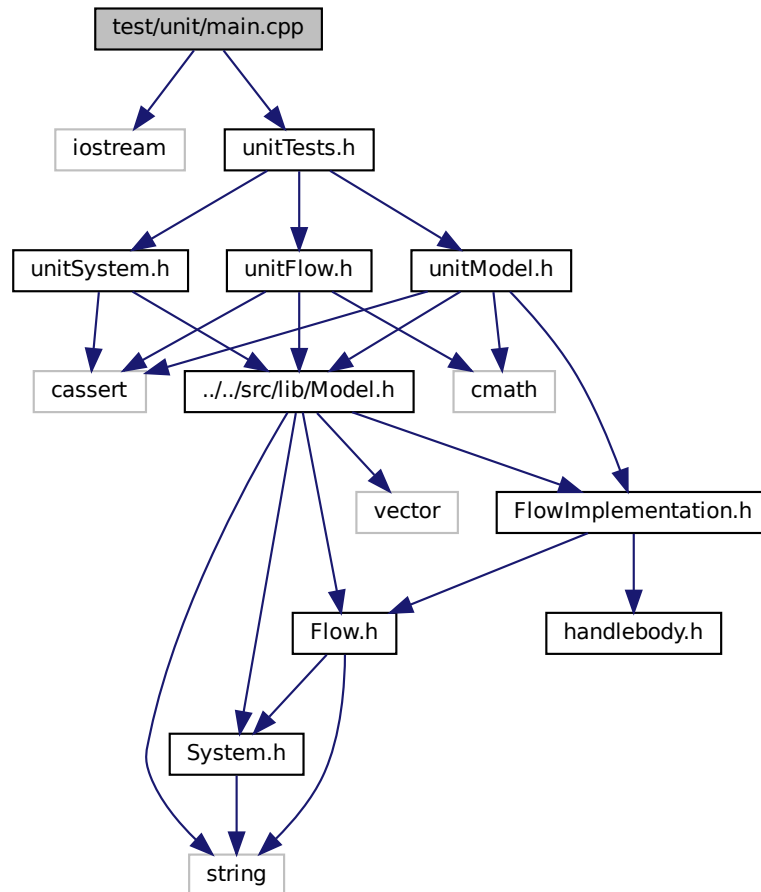 test/unit/main.cpp
iostream
unitTests.h
unitSystem.h
unitFlow.h
unitModel.h
cassert
../../src/lib/Model.h
cmath
vector
FlowImplementation.h
Flow.h
handlebody.h
System.h
string